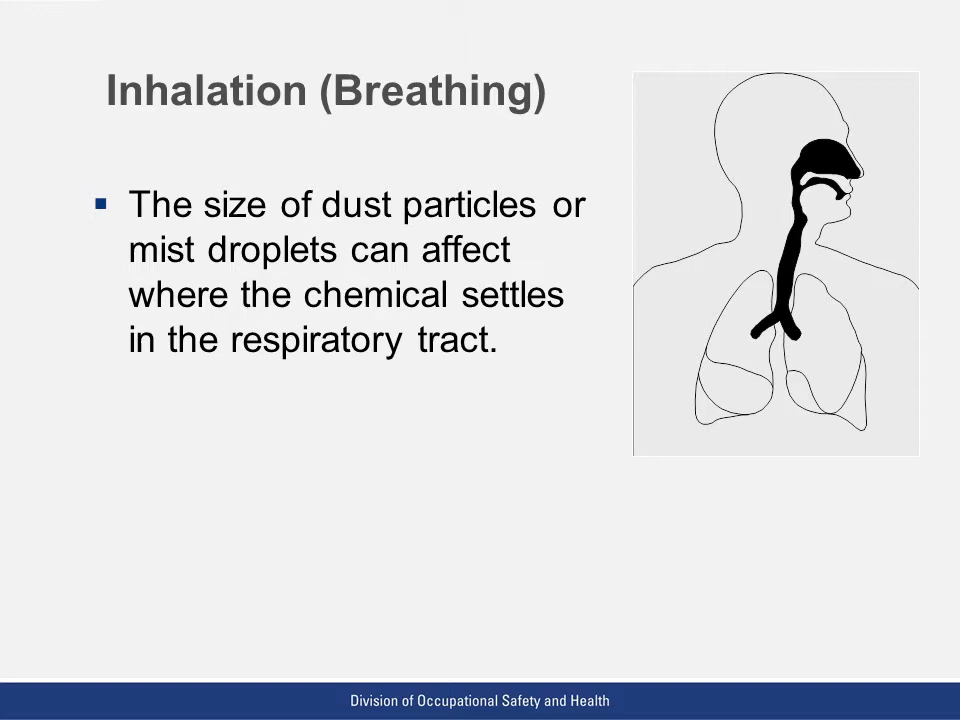 Inhalation (Breathing)
▪ The size of dust particles or
mist droplets can affect
where the chemical settles
in the respiratory tract.
Division of Occupational Safety and Health